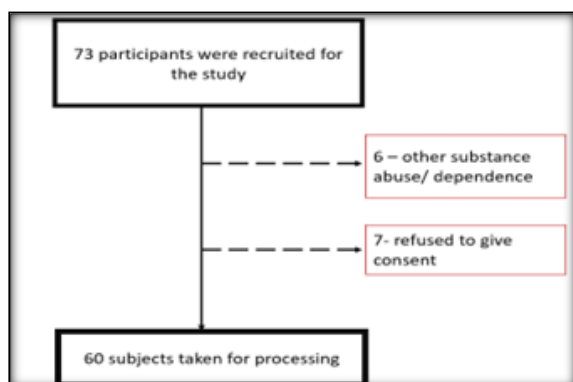 73 participants were recruited for
the study
6 – other substance
abuse/ dependence
7- refused to give
consent
60 subjects taken for processing